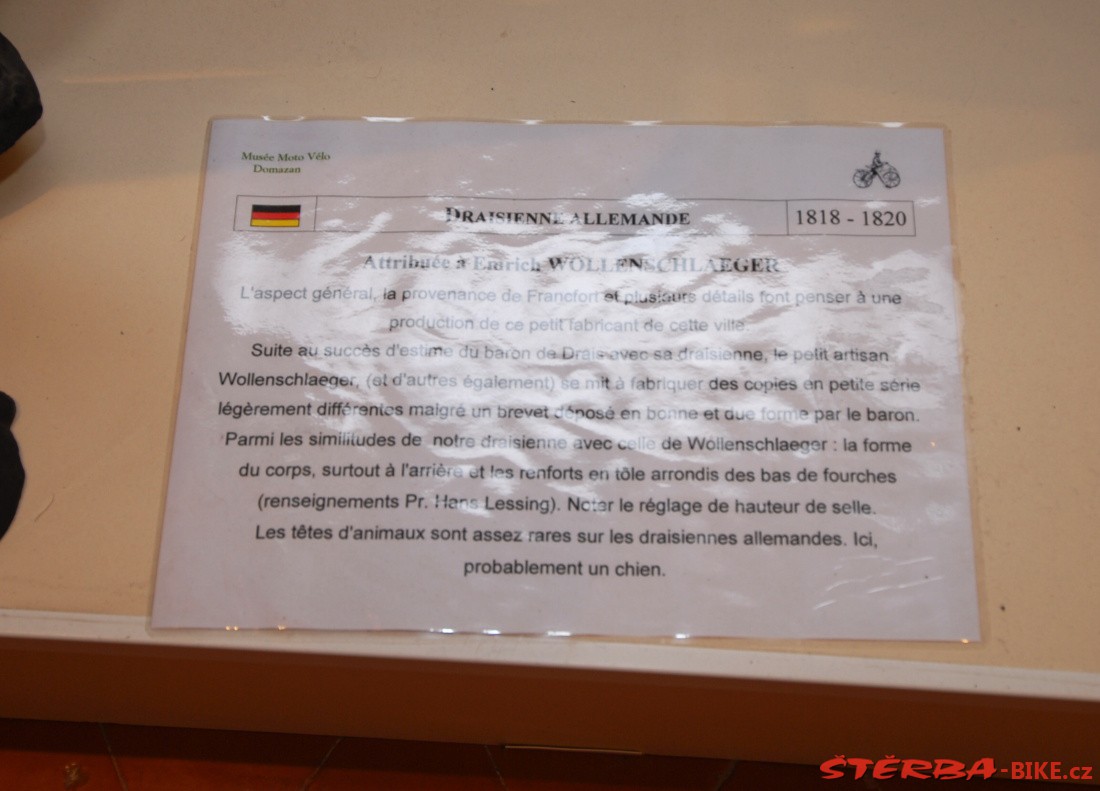 Musée Moto Vélo
Domazan
DRAISIENNE ALLEMANDE
1818 - 1820
Attribuée à Emrich WOLLENSCHLAEGER
L'aspect général, la provenance de Francfort et plusieurs détails font penser à une
production de ce petit fabricant de cette ville.
Suite au succès d'estime du baron de Drais avec sa draisienne, le petit artisan
Wollenschlaeger, (et d'autres également) se mit à fabriquer des copies en petite série
légèrement différentes malgré un brevet déposé en bonne et due forme par le baron.
Parmi les similitudes de notre draisienne avec celle de Wollenschlaeger : la forme
du corps, surtout à l'arrière et les renforts en tôle arrondis des bas de fourches
(renseignements Pr. Hans Lessing). Noter le réglage de hauteur de selle.
Les têtes d'animaux sont assez rares sur les draisiennes allemandes. Ici,
probablement un chien.
ŠTĚRBA-BIKE.cz